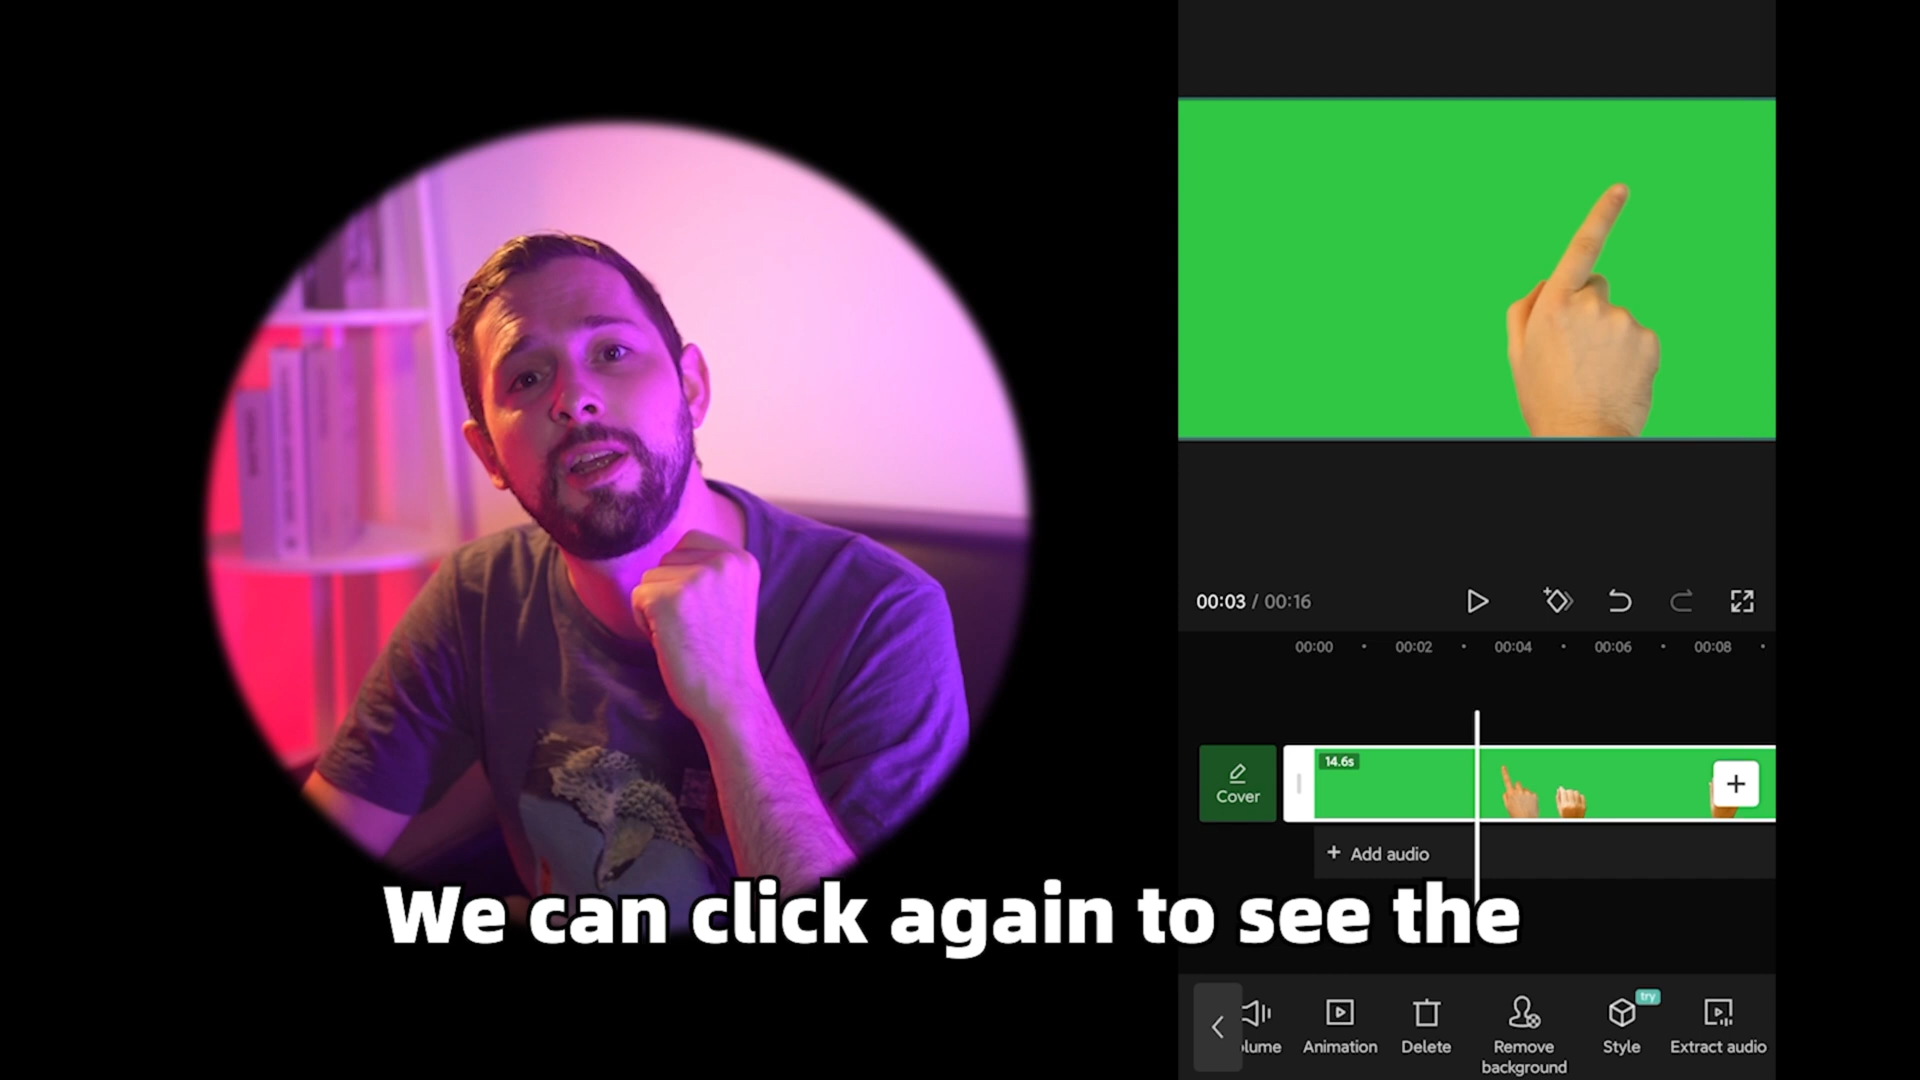 00:03 / 00:16
00:00 00:02 00:04 00:06 00:08
14.6s
Cover
+ Add audio
We can click again to see the
try
lume Animation Delete Remove background Style Extract audio